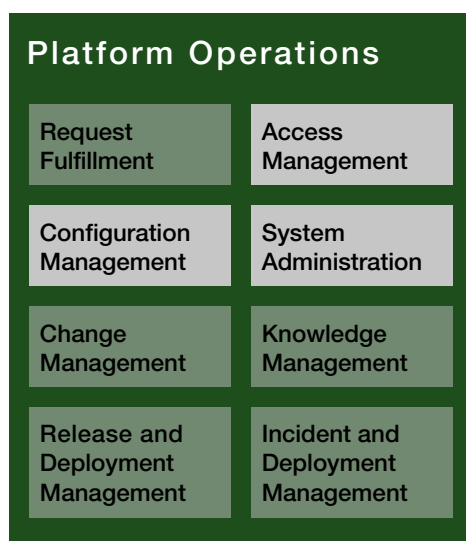 Platform Operations
Request
Fulfillment
Access
Management
Configuration
Management
System
Administration
Change
Management
Knowledge
Management
Release and
Deployment
Management
Incident and
Deployment
Management